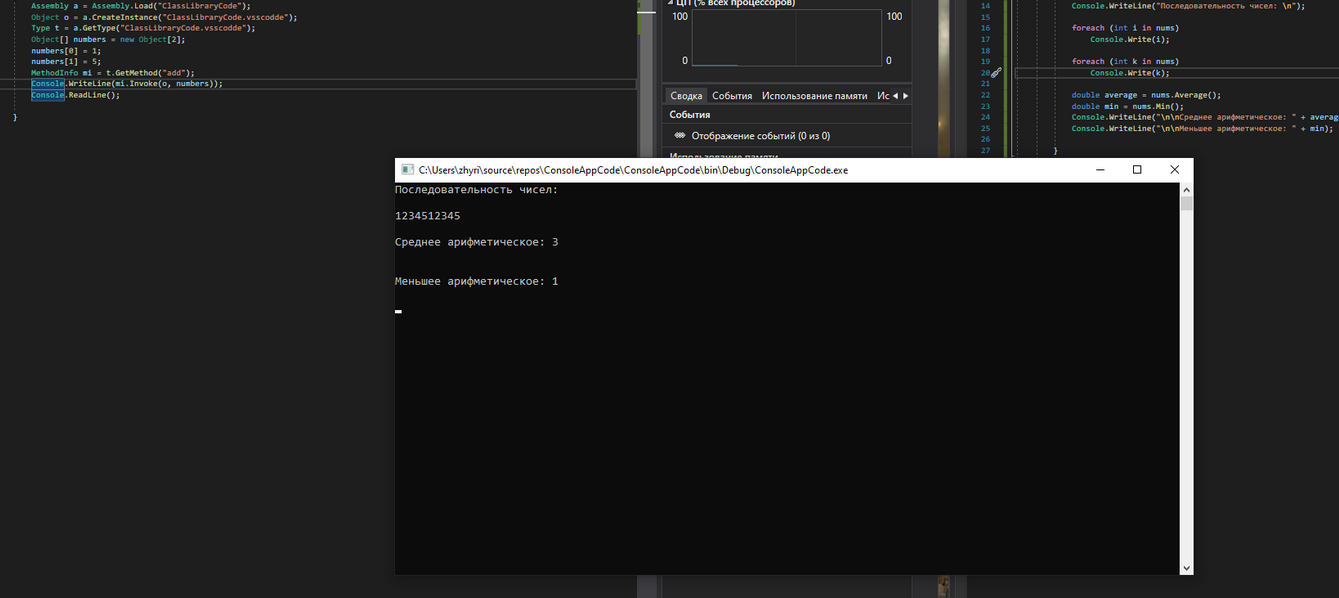 Assembly a = Assembly.Load("ClassLibraryCode");
Object o = a.CreateInstance("ClassLibraryCode.vsscodde");
Type t = a.GetType("ClassLibraryCode.vsscodde");
Object[] numbers = new Object[2];
numbers[0] = 1;
numbers[1] = 5;
MethodInfo mi = t.GetMethod("add");
Console.WriteLine(mi.Invoke(o, numbers));
Console.ReadLine();
}
ЦП (% всех процессоров)
100 100
0 0
Сводка События Использование памяти Ис
События
Отображение событий (0 из 0)
Использование памяти
14 Console.WriteLine("Последовательность чисел: \n");
15
16 foreach (int i in nums)
17 Console.Write(i);
18
19 foreach (int k in nums)
20 Console.Write(k);
21
22 double average = nums.Average();
23 double min = nums.Min();
24 Console.WriteLine("\n\nСреднее арифметическое: " + average
25 Console.WriteLine("\n\nМеньшее арифметическое: " + min);
26
27 }
C:\Users\zhyri\source\repos\ConsoleAppCode\ConsoleAppCode\bin\Debug\ConsoleAppCode.exe
Последовательность чисел:
1234512345
Среднее арифметическое: 3
Меньшее арифметическое: 1